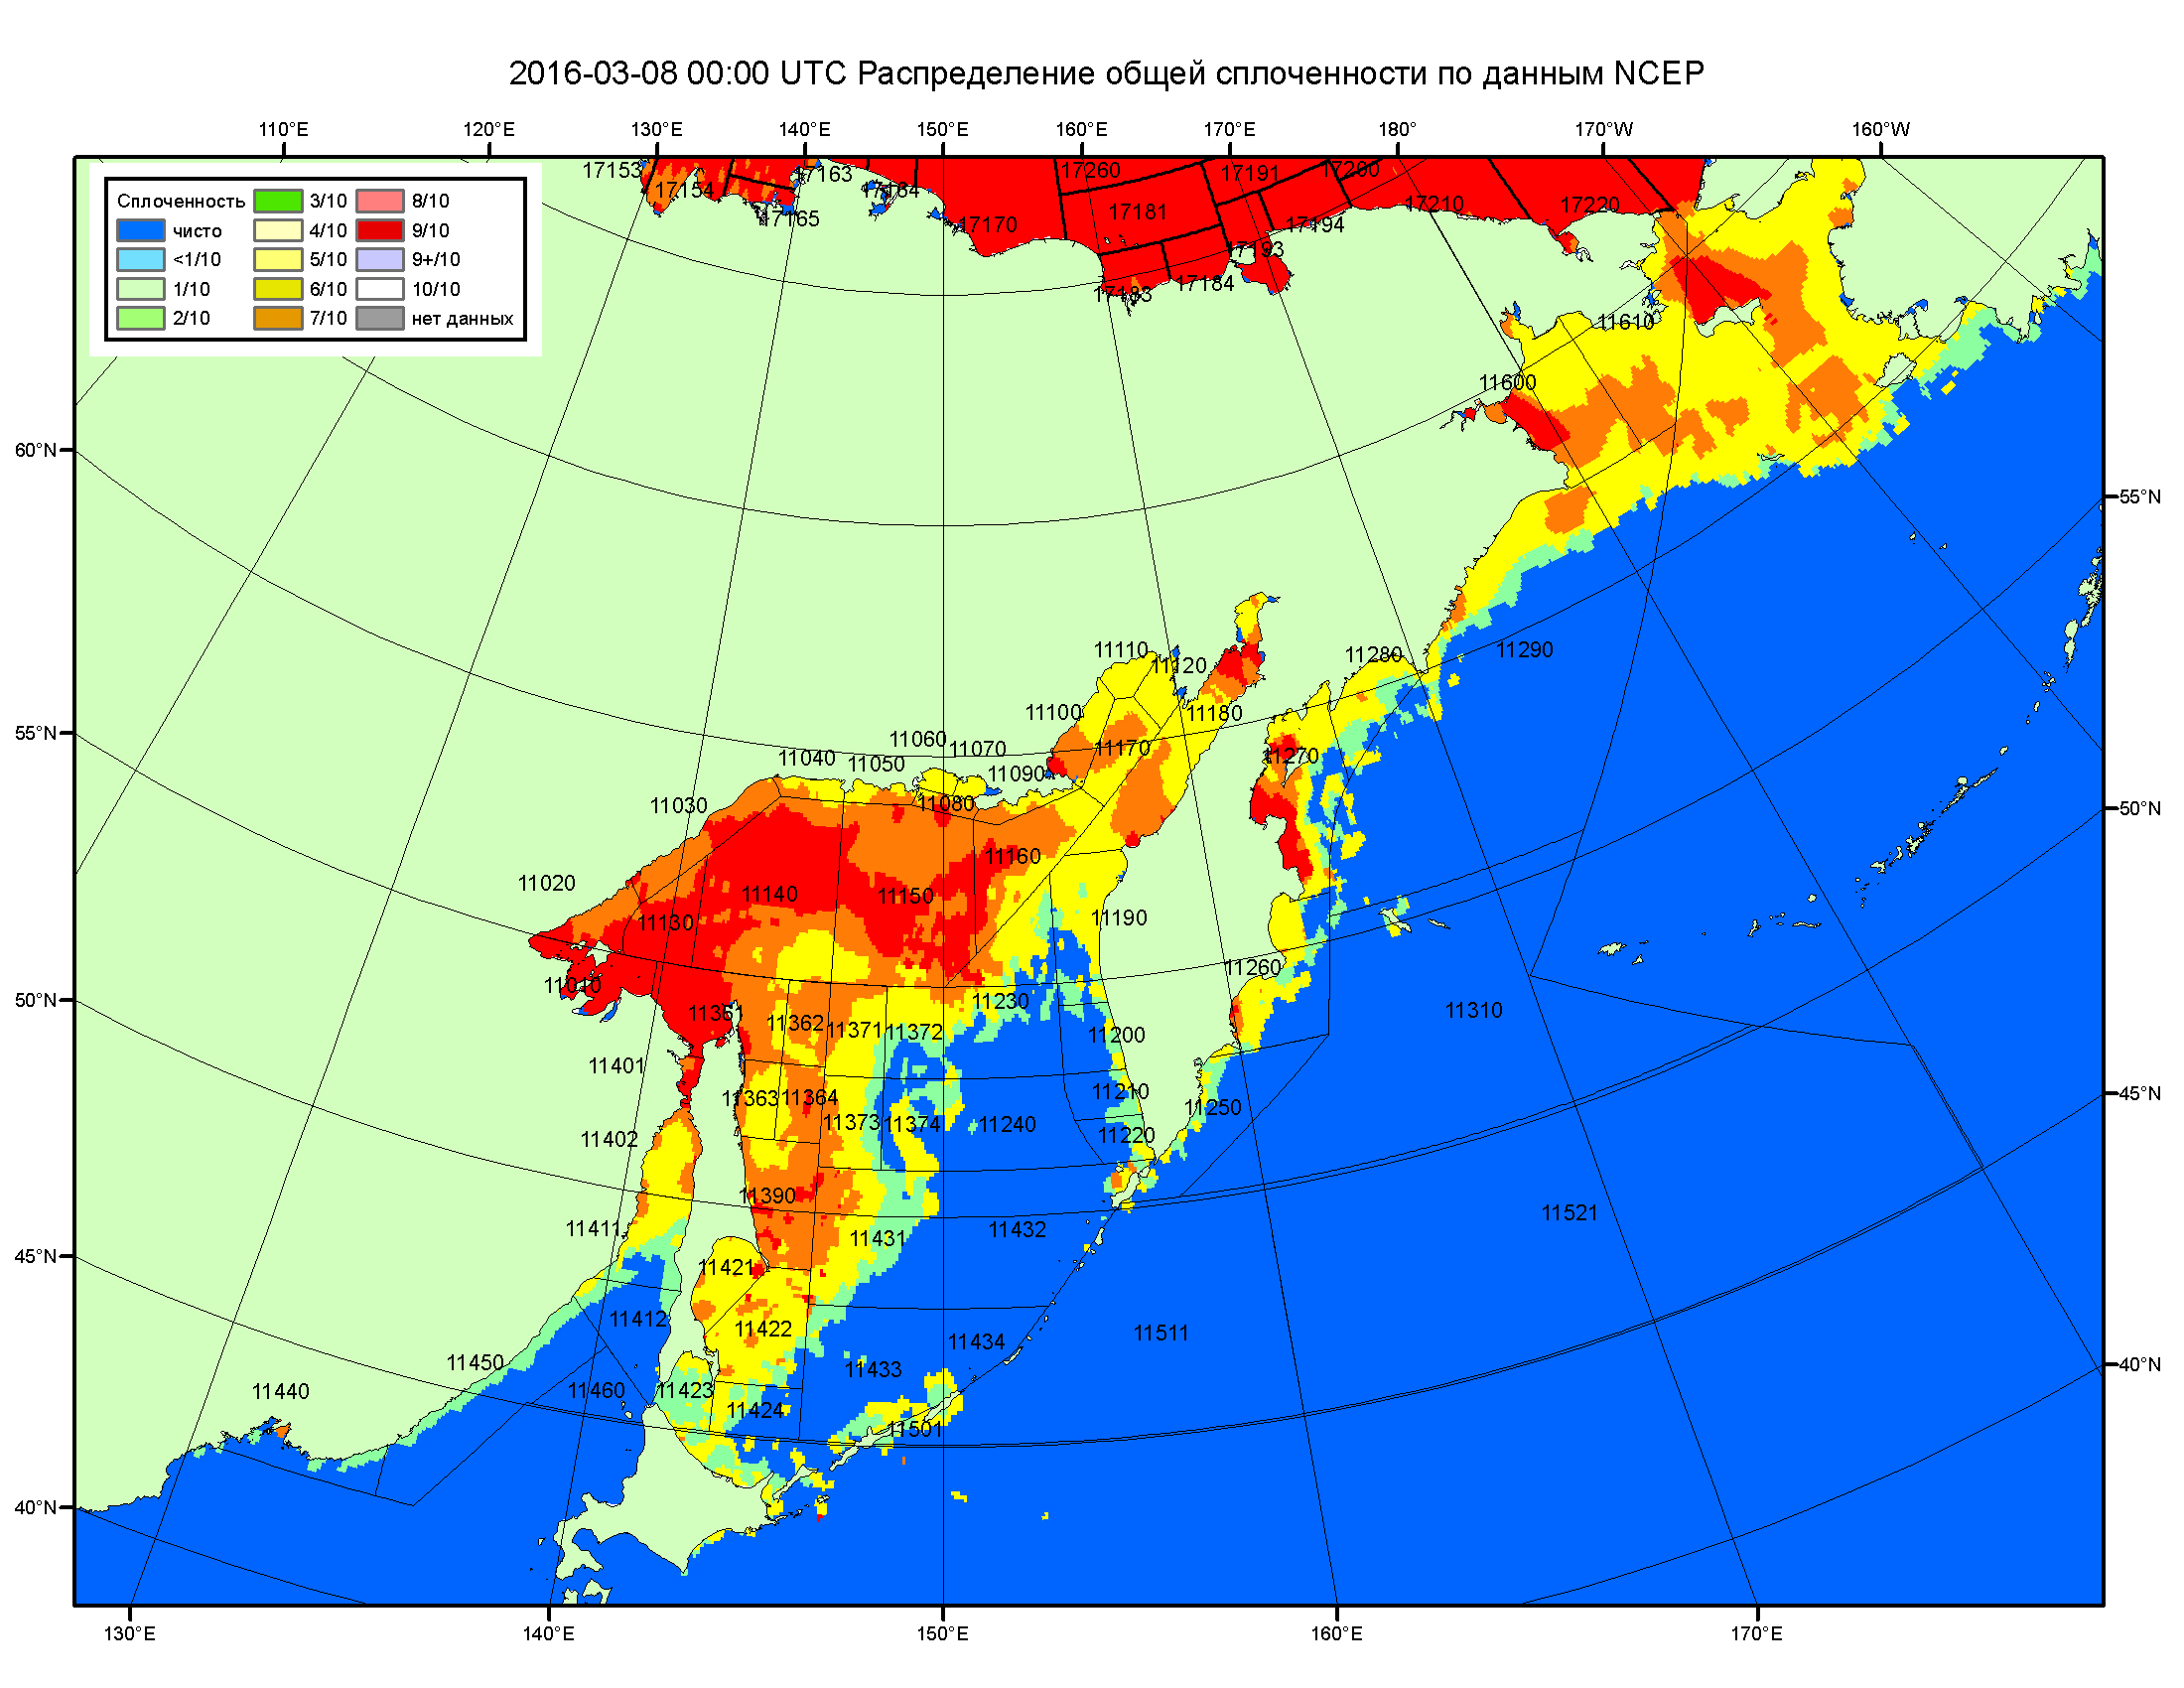 2016-03-08 00:00 UTC Распределение общей сплоченности по данным NCEP
110°E 120°E 130°E 140°E 150°E 160°E 170°E 180° 170°W 160°W
Сплоченность 3/10 8/10
чисто 4/10 9/10
<1/10 5/10 9+/10
1/10 6/10 10/10
2/10 7/10 нет данных
17153 17163 17260 17191 17200
17154 17164 17181 17210 17220
17165 17170 17194
17193
17183 17184
11610
11600
60°N
55°N
11110 11120 11280 11290
11100 11180
55°N 11060 11070 11170 11270
11040 11050 11090
11030 11080 50°N
11160
11020 11140 11150
11130 11190
11260
50°N 11010 11230 11310
11361 11362 11371 11372 11200
11401
11363 11364 11210 45°N
11373 11374 11240 11250
11402 11220
11390
11411 11431 11432 11521
45°N 11421
11412 11422 11434 11511
11450 11433 40°N
11440 11460 11423
11424 11501
40°N
130°E 140°E 150°E 160°E 170°E